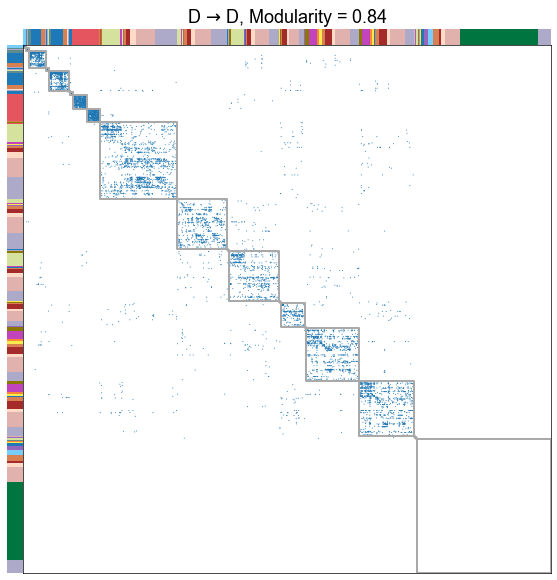 D → D, Modularity = 0.84